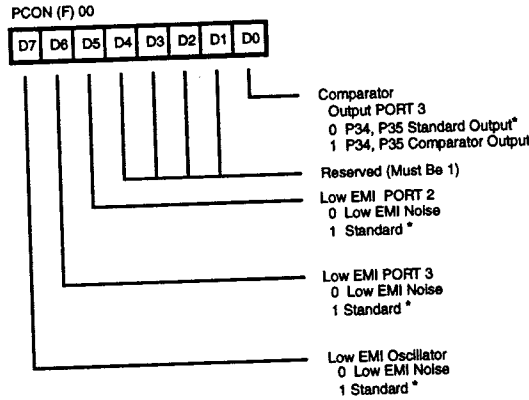 PCON (F) 00
D7 D6 D5 D4 D3 D2 D1 D0
Comparator
Output PORT 3
0 P34, P35 Standard Output*
1 P34, P35 Comparator Output
Reserved (Must Be 1)
Low EMI PORT 2
0 Low EMI Noise
1 Standard *
Low EMI PORT 3
0 Low EMI Noise
1 Standard *
Low EMI Oscillator
0 Low EMI Noise
1 Standard *